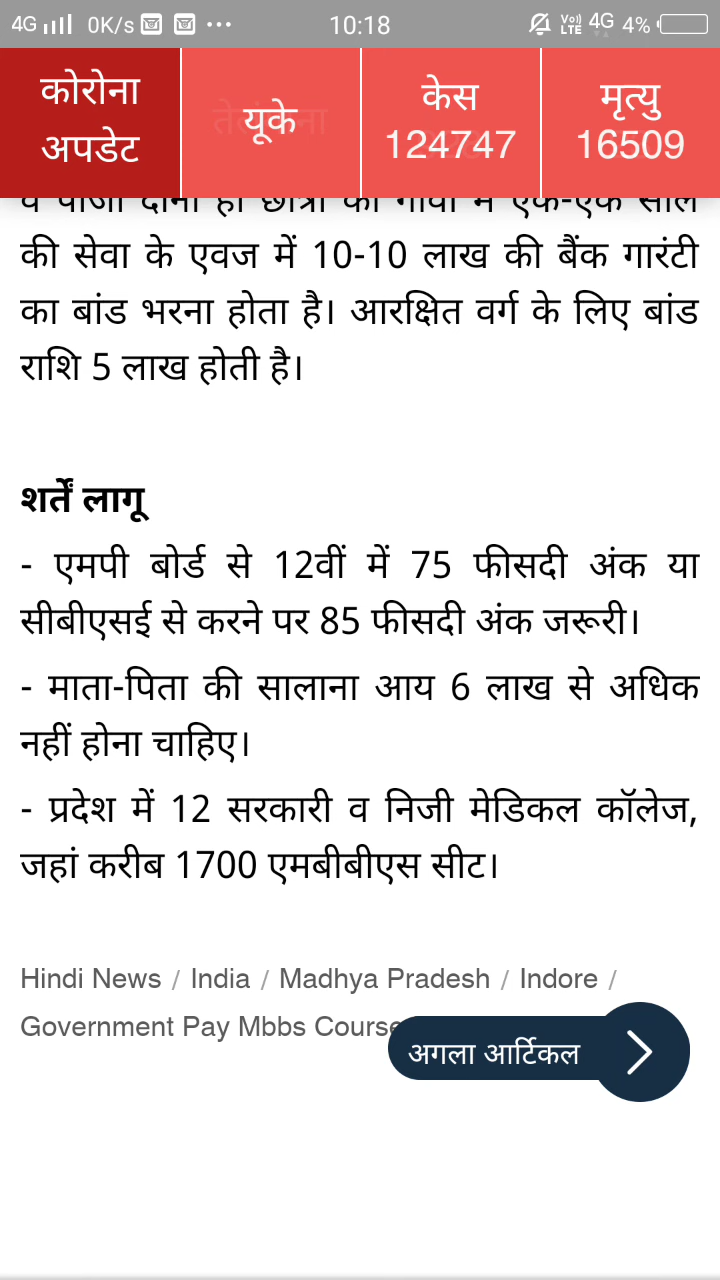 4G 0K/s ... 10:18 VoLTE 4G 4%
कोरोना
अपडेट
यूके
केस
124747
मृत्यु
16509
की सेवा के एवज में 10-10 लाख की बैंक गारंटी
का बांड भरना होता है। आरक्षित वर्ग के लिए बांड
राशि 5 लाख होती है।
शर्तें लागू
- एमपी बोर्ड से 12वीं में 75 फीसदी अंक या
सीबीएसई से करने पर 85 फीसदी अंक जरूरी।
- माता-पिता की सालाना आय 6 लाख से अधिक
नहीं होना चाहिए।
- प्रदेश में 12 सरकारी व निजी मेडिकल कॉलेज,
जहां करीब 1700 एमबीबीएस सीट।
Hindi News / India / Madhya Pradesh / Indore /
Government Pay Mbbs Course
अगला आर्टिकल